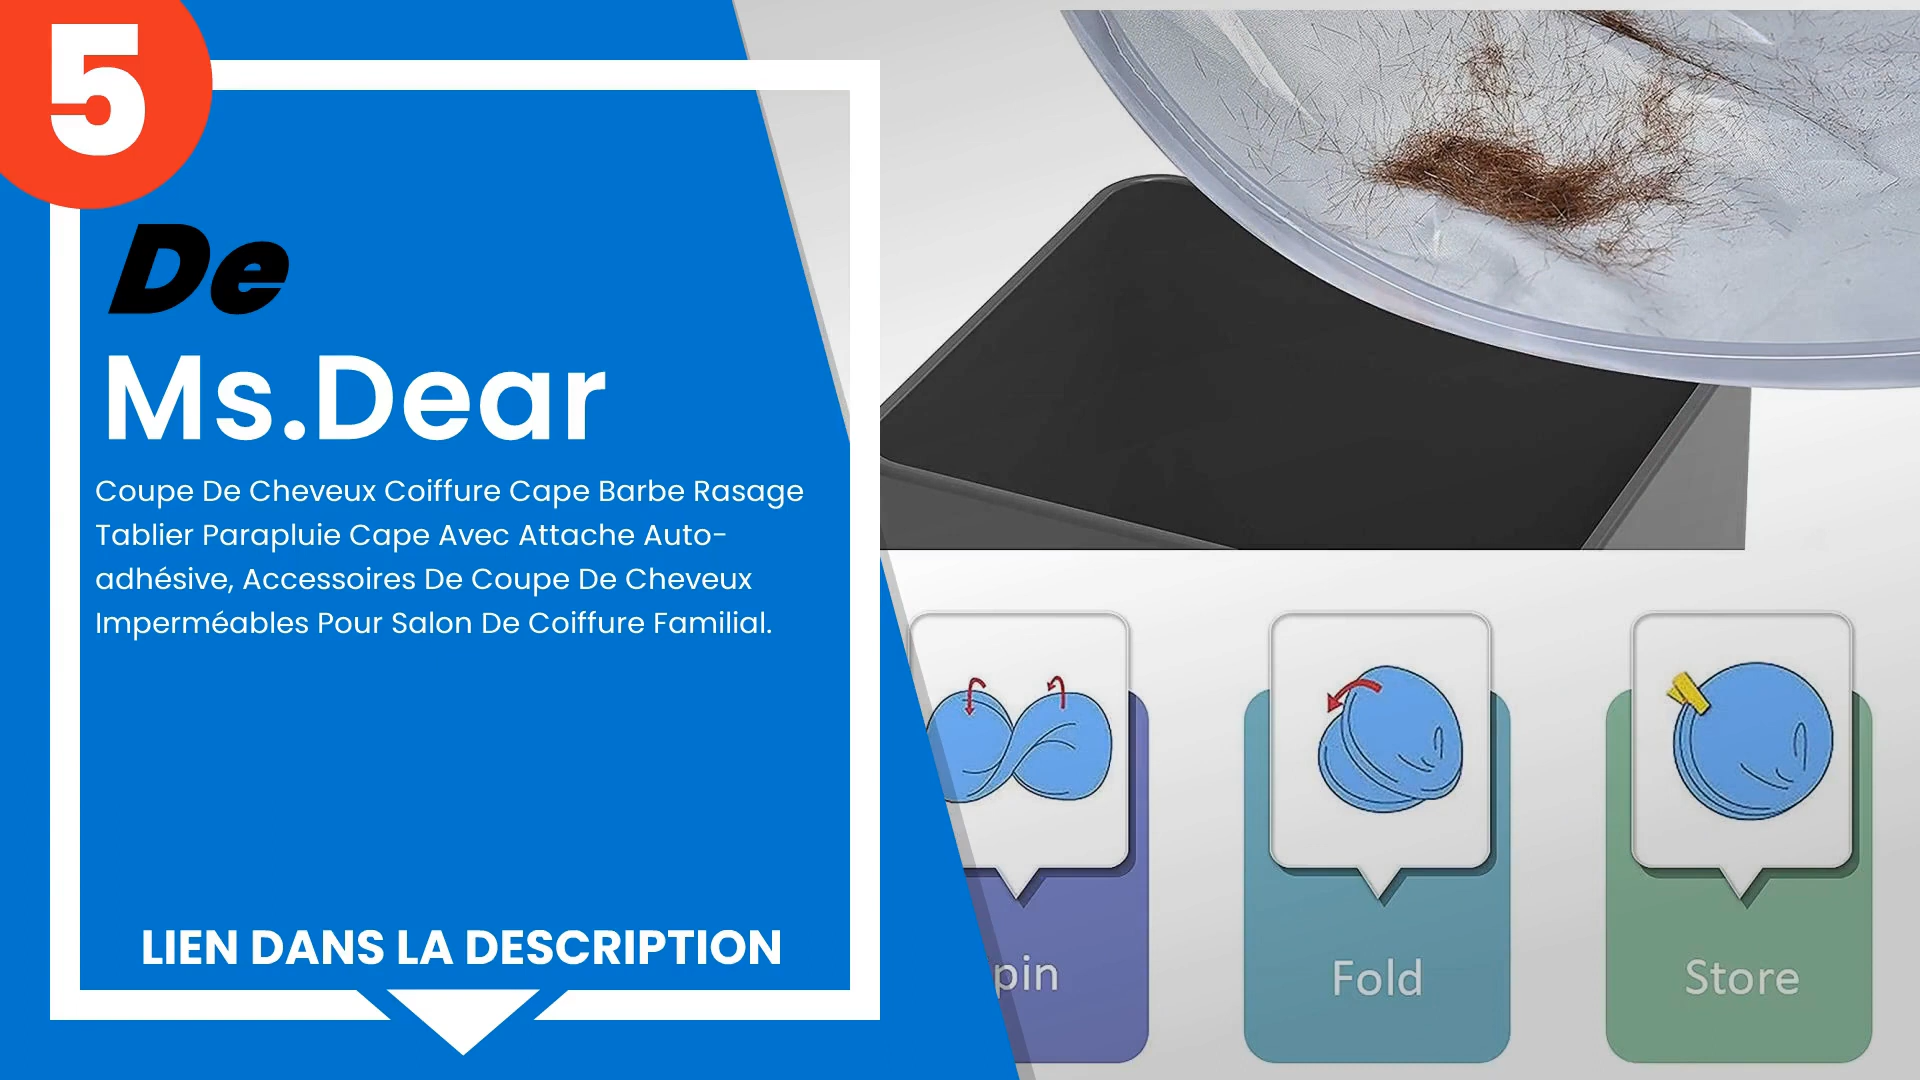 5
De
Ms.Dear
Coupe De Cheveux Coiffure Cape Barbe Rasage
Tablier Parapluie Cape Avec Attache Auto-
adhésive, Accessoires De Coupe De Cheveux
Imperméables Pour Salon De Coiffure Familial.
LIEN DANS LA DESCRIPTION
pin
Fold
Store